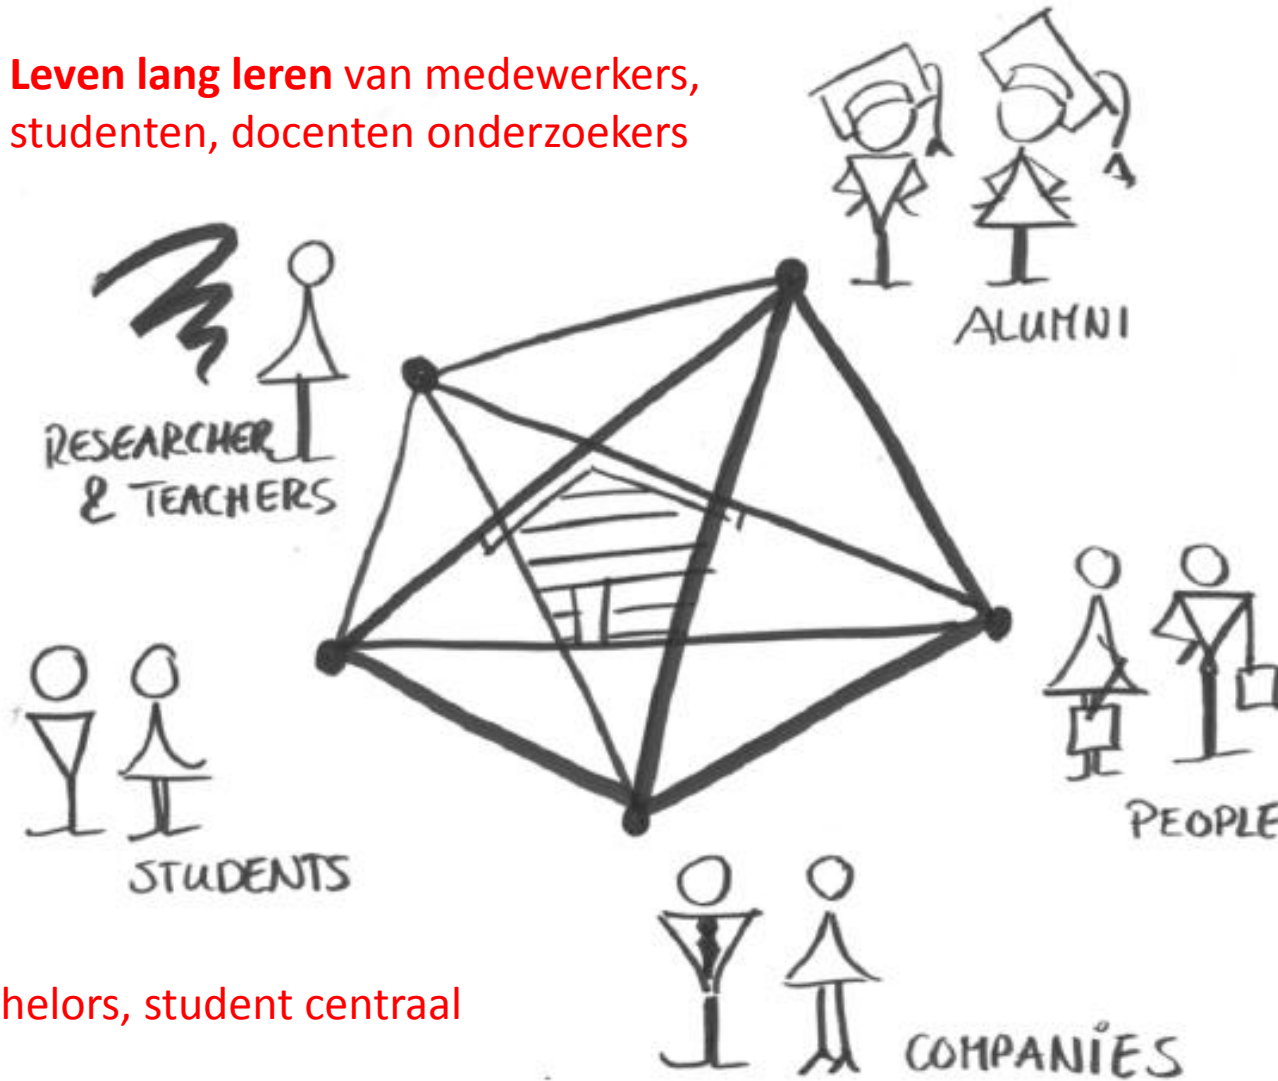 Leven lang leren van medewerkers,
studenten, docenten onderzoekers
ALUMNI
RESEARCHER
& TEACHERS
PEOPLE
STUDENTS
helors, student centraal
COMPANIES